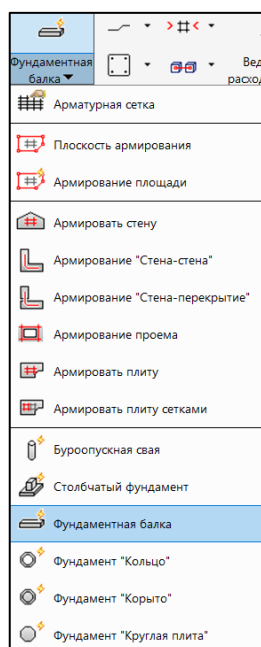 Фундаментная
балка
Вед
расход
Арматурная сетка
Плоскость армирования
Армирование площади
Армировать стену
Армирование "Стена-стена"
Армирование "Стена-перекрытие"
Армирование проема
Армировать плиту
Армировать плиту сетками
Буроопускная свая
Столбчатый фундамент
Фундаментная балка
Фундамент "Кольцо"
Фундамент "Корыто"
Фундамент "Круглая плита"